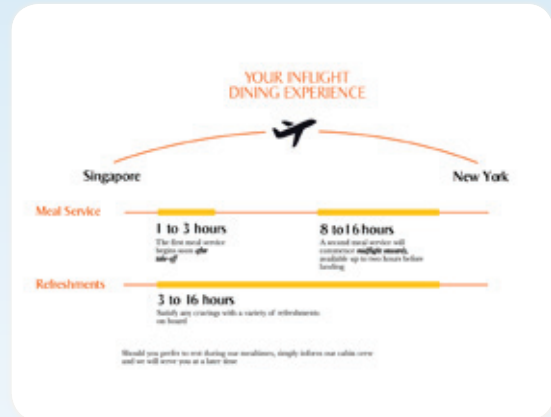 YOUR INFLIGHT
DINING EXPERIENCE
Singapore
New York
Meal Service
1 to 3 hours
The first meal service
begins soon after
take-off
8 to16 hours
A second meal service will
commence midflight onwards,
available up to two hours before
landing
Refreshments
3 to 16 hours
Satisfy any cravings with a variety of refreshments
on board
Should you prefer to rest during our mealtimes, simply inform our cabin crew
and we will serve you at a later time